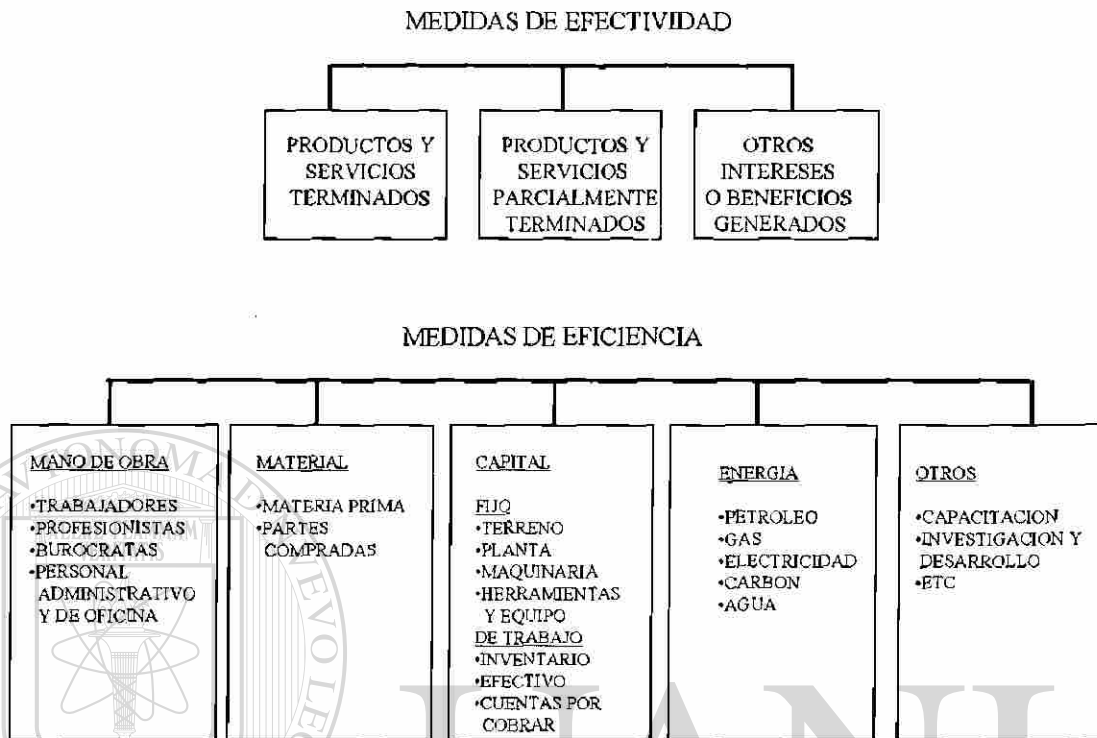 MEDIDAS DE EFECTIVIDAD
PRODUCTOS Y
SERVICIOS
TERMINADOS
PRODUCTOS Y
SERVICIOS
PARCIALMENTE
TERMINADOS
OTROS
INTERESES
O BENEFICIOS
GENERADOS
MEDIDAS DE EFICIENCIA
MANO DE OBRA
•TRABAJADORES
•PROFESIONISTAS
•BUROCRATAS
•PERSONAL
ADMINISTRATIVO
Y DE OFICINA
MATERIAL
•MATERIA PRIMA
•PARTES
COMPRADAS
CAPITAL
FIJO
•TERRENO
•PLANTA
•MAQUINARIA
•HERRAMIENTAS
Y EQUIPO
DE TRABAJO
•INVENTARIO
•EFECTIVO
•CUENTAS POR
COBRAR
ENERGIA
•PETROLEO
•GAS
•ELECTRICIDAD
•CARBON
•AGUA
OTROS
•CAPACITACION
•INVESTIGACION Y
DESARROLLO
•ETC